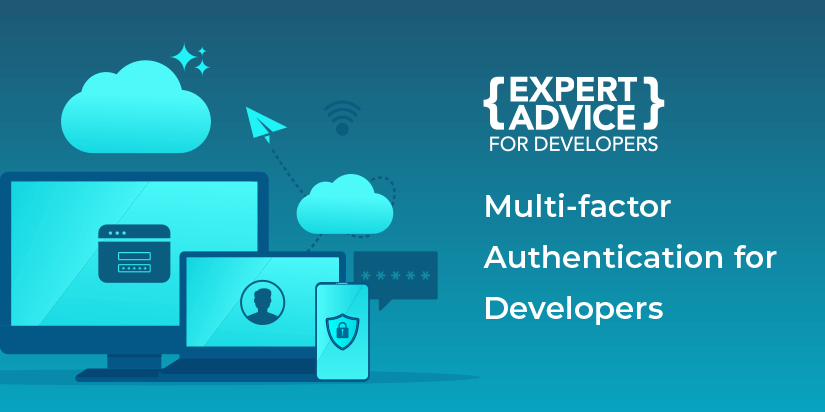 {EXPERT
ADVICE}
FOR DEVELOPERS
Multi-factor
Authentication for
Developers
*****